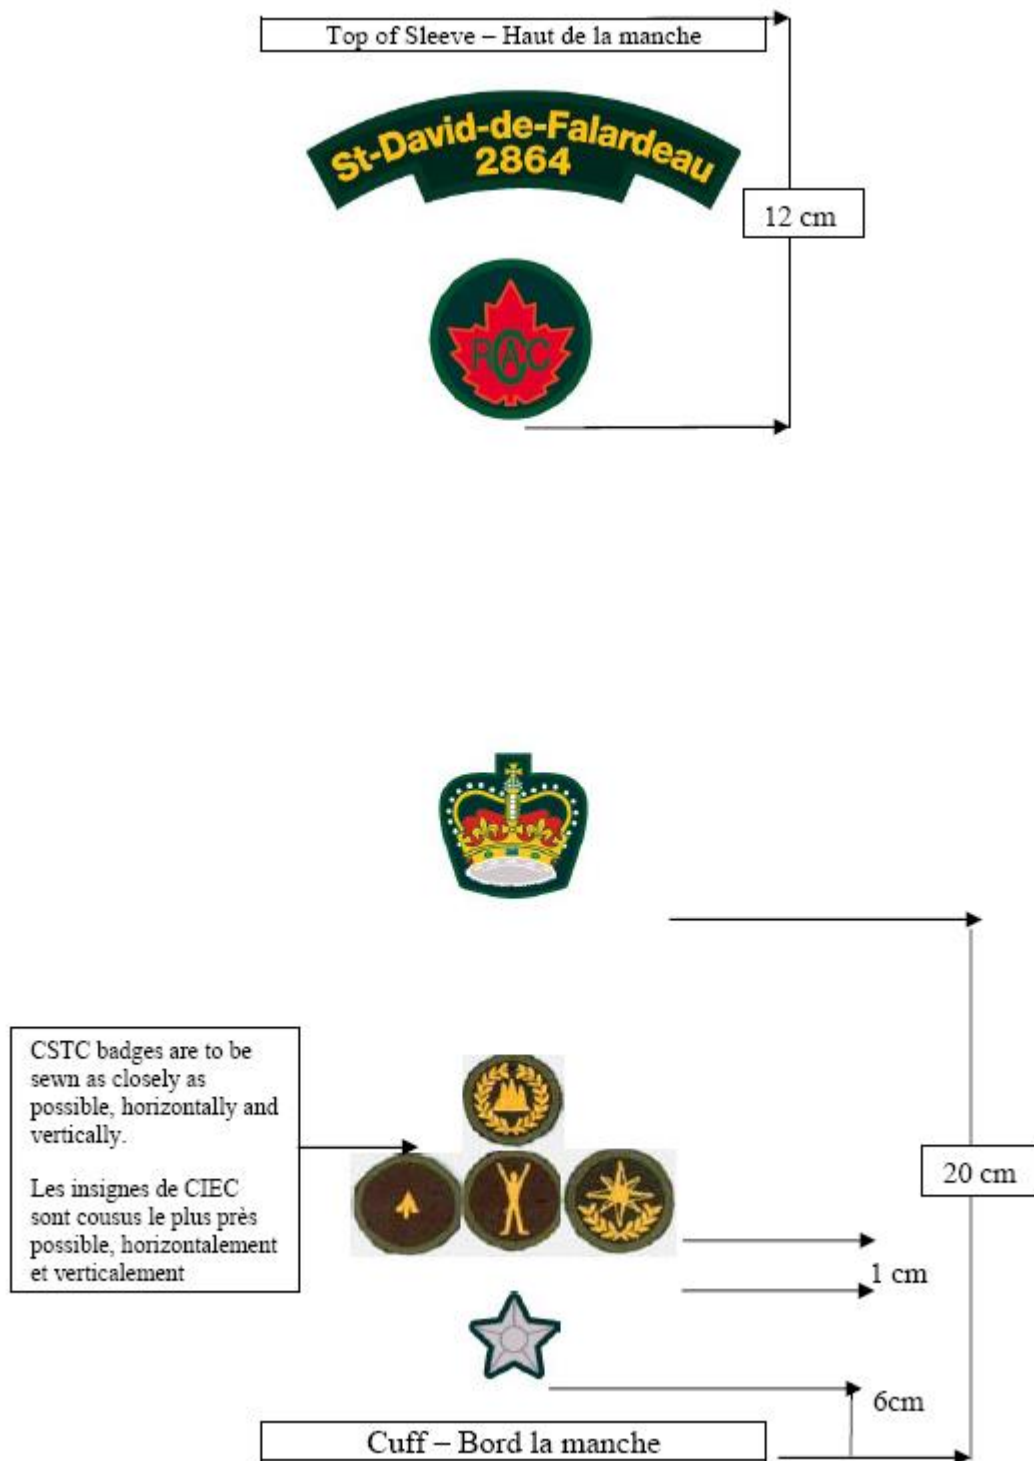 Top of Sleeve – Haut de la manche
St-David-de-Falardeau
2864
12 cm
RCAC
CSTC badges are to be
sewn as closely as
possible, horizontally and
vertically.
Les insignes de CIEC
sont cousus le plus près
possible, horizontalement
et verticalement
20 cm
1 cm
6cm
Cuff – Bord la manche